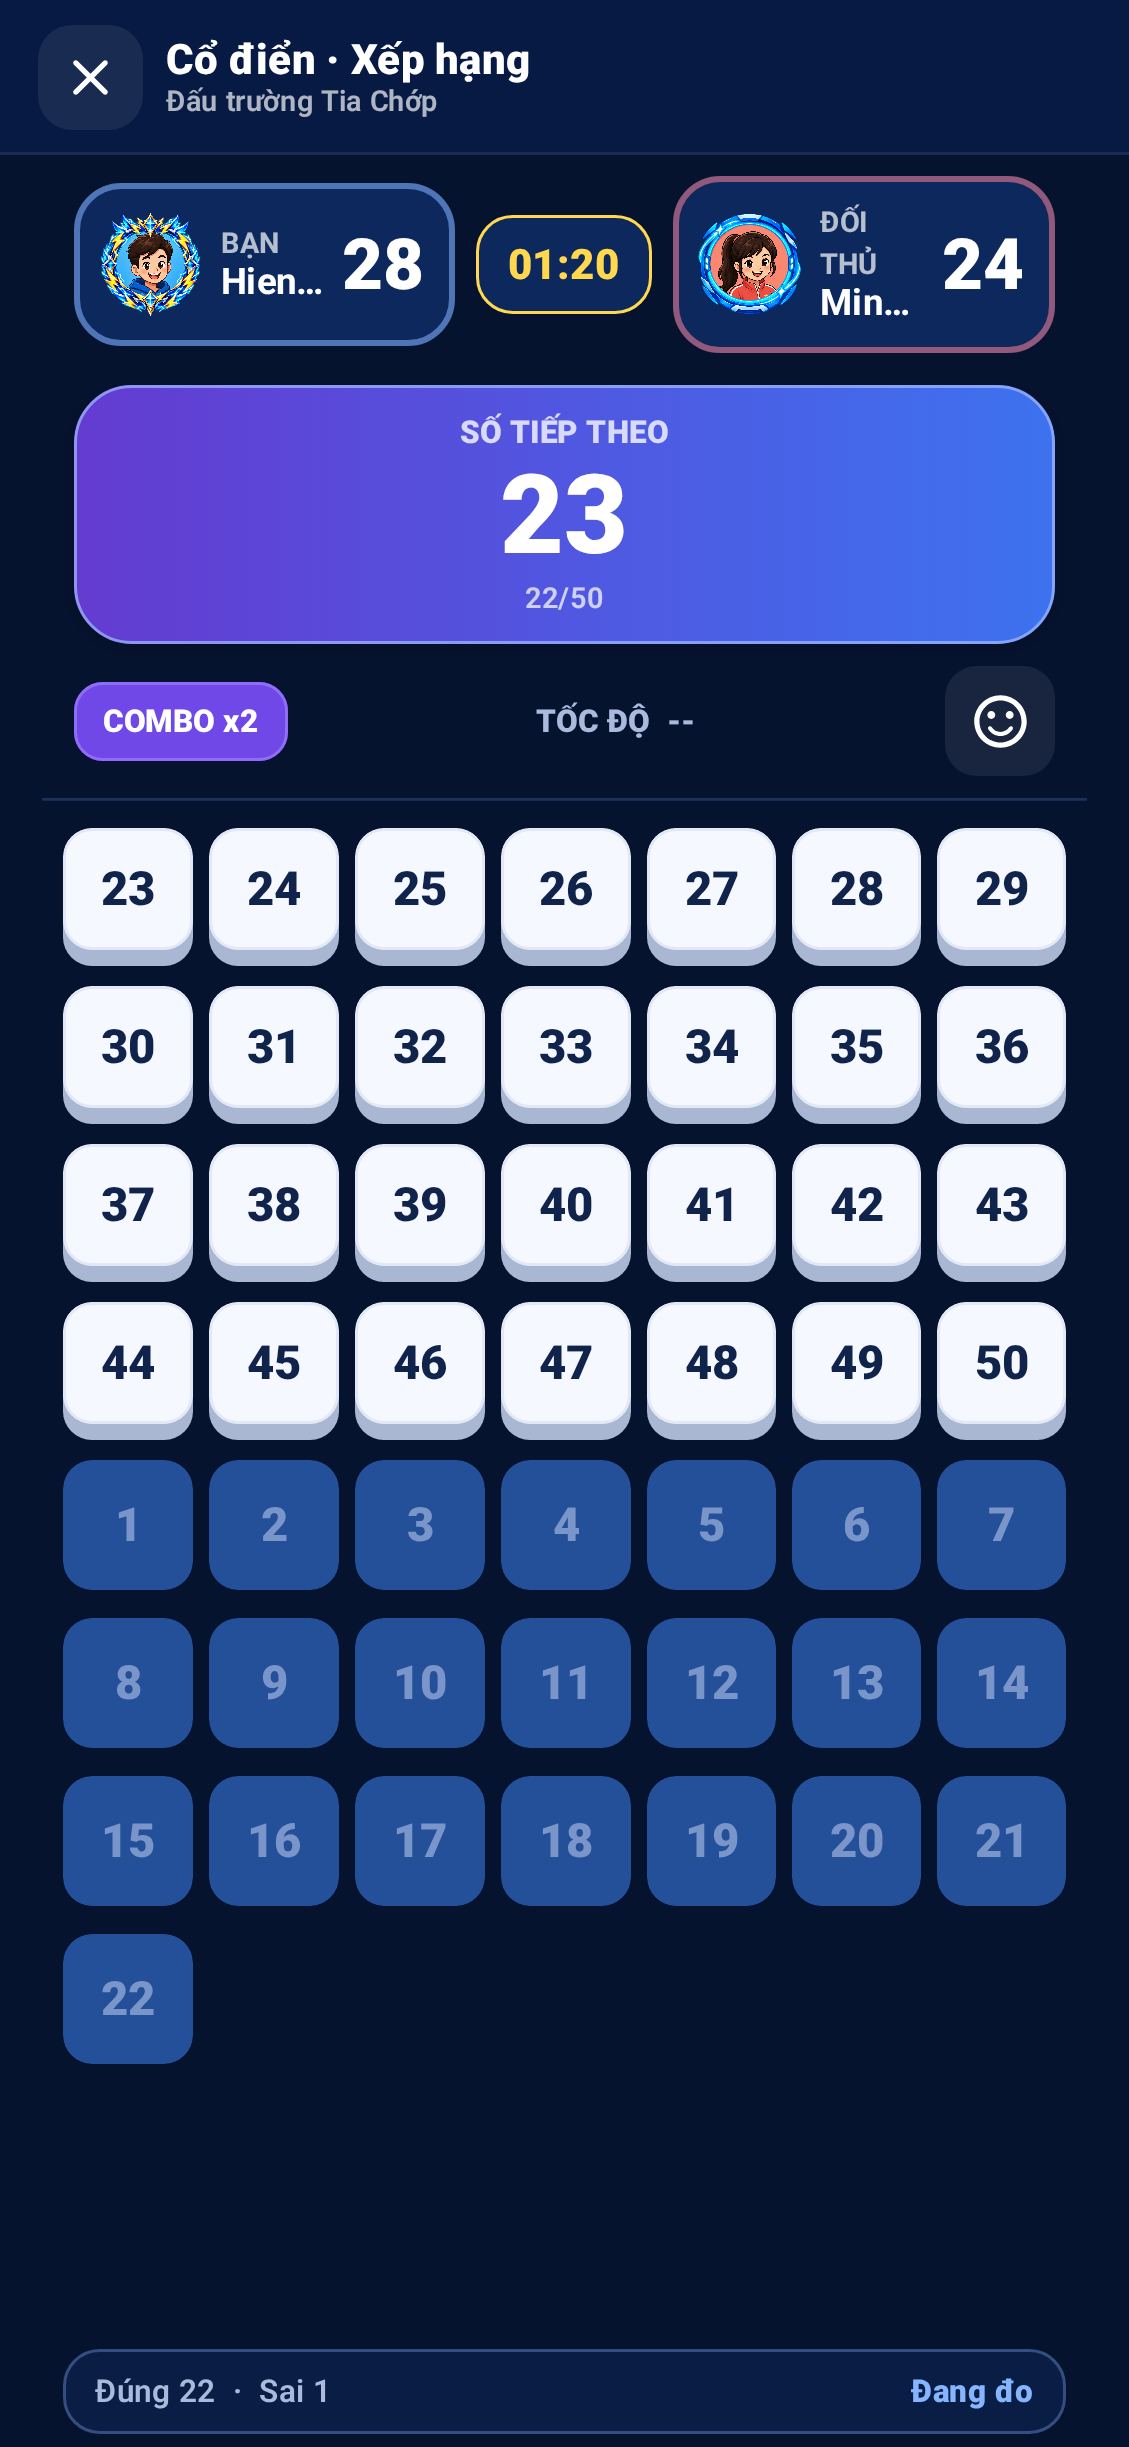 Cổ điển · Xếp hạng
Đấu trường Tia Chớp
BẠN
Hien...
28
01:20
ĐỐI
THỦ
Min...
24
SỐ TIẾP THEO
23
22/50
COMBO x2
TỐC ĐỘ --
23 24 25 26 27 28 29
30 31 32 33 34 35 36
37 38 39 40 41 42 43
44 45 46 47 48 49 50
1 2 3 4 5 6 7
8 9 10 11 12 13 14
15 16 17 18 19 20 21
22
Đúng 22 · Sai 1
Đang đo